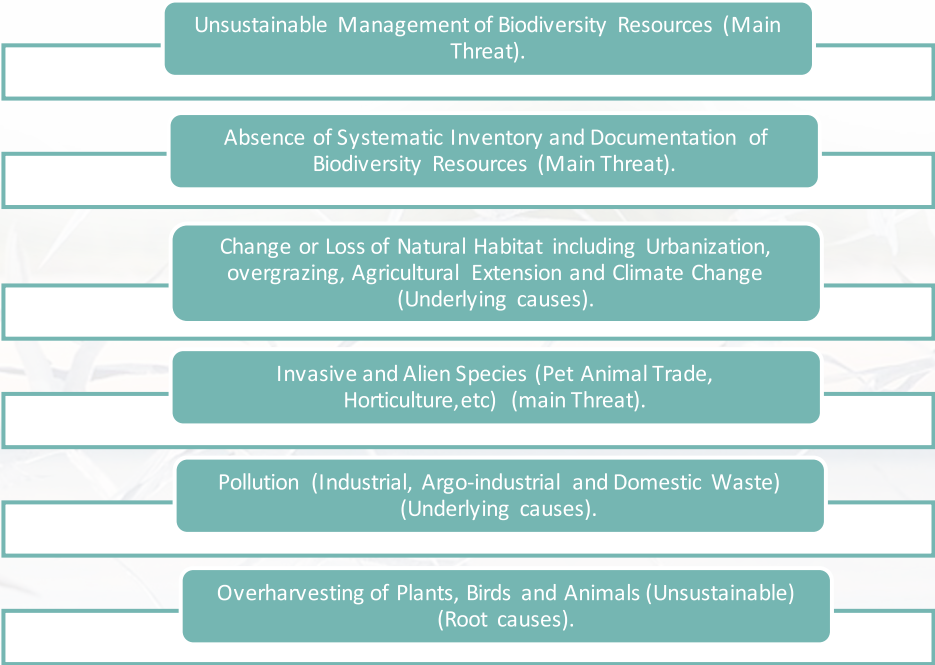 Unsustainable Management of Biodiversity Resources (Main
Threat).
Absence of Systematic Inventory and Documentation of
Biodiversity Resources (Main Threat).
Change or Loss of Natural Habitat including Urbanization,
overgrazing, Agricultural Extension and Climate Change
(Underlying causes).
Invasive and Alien Species (Pet Animal Trade,
Horticulture,etc) (main Threat).
Pollution (Industrial, Argo-industrial and Domestic Waste)
(Underlying causes).
Overharvesting of Plants, Birds and Animals (Unsustainable)
(Root causes).